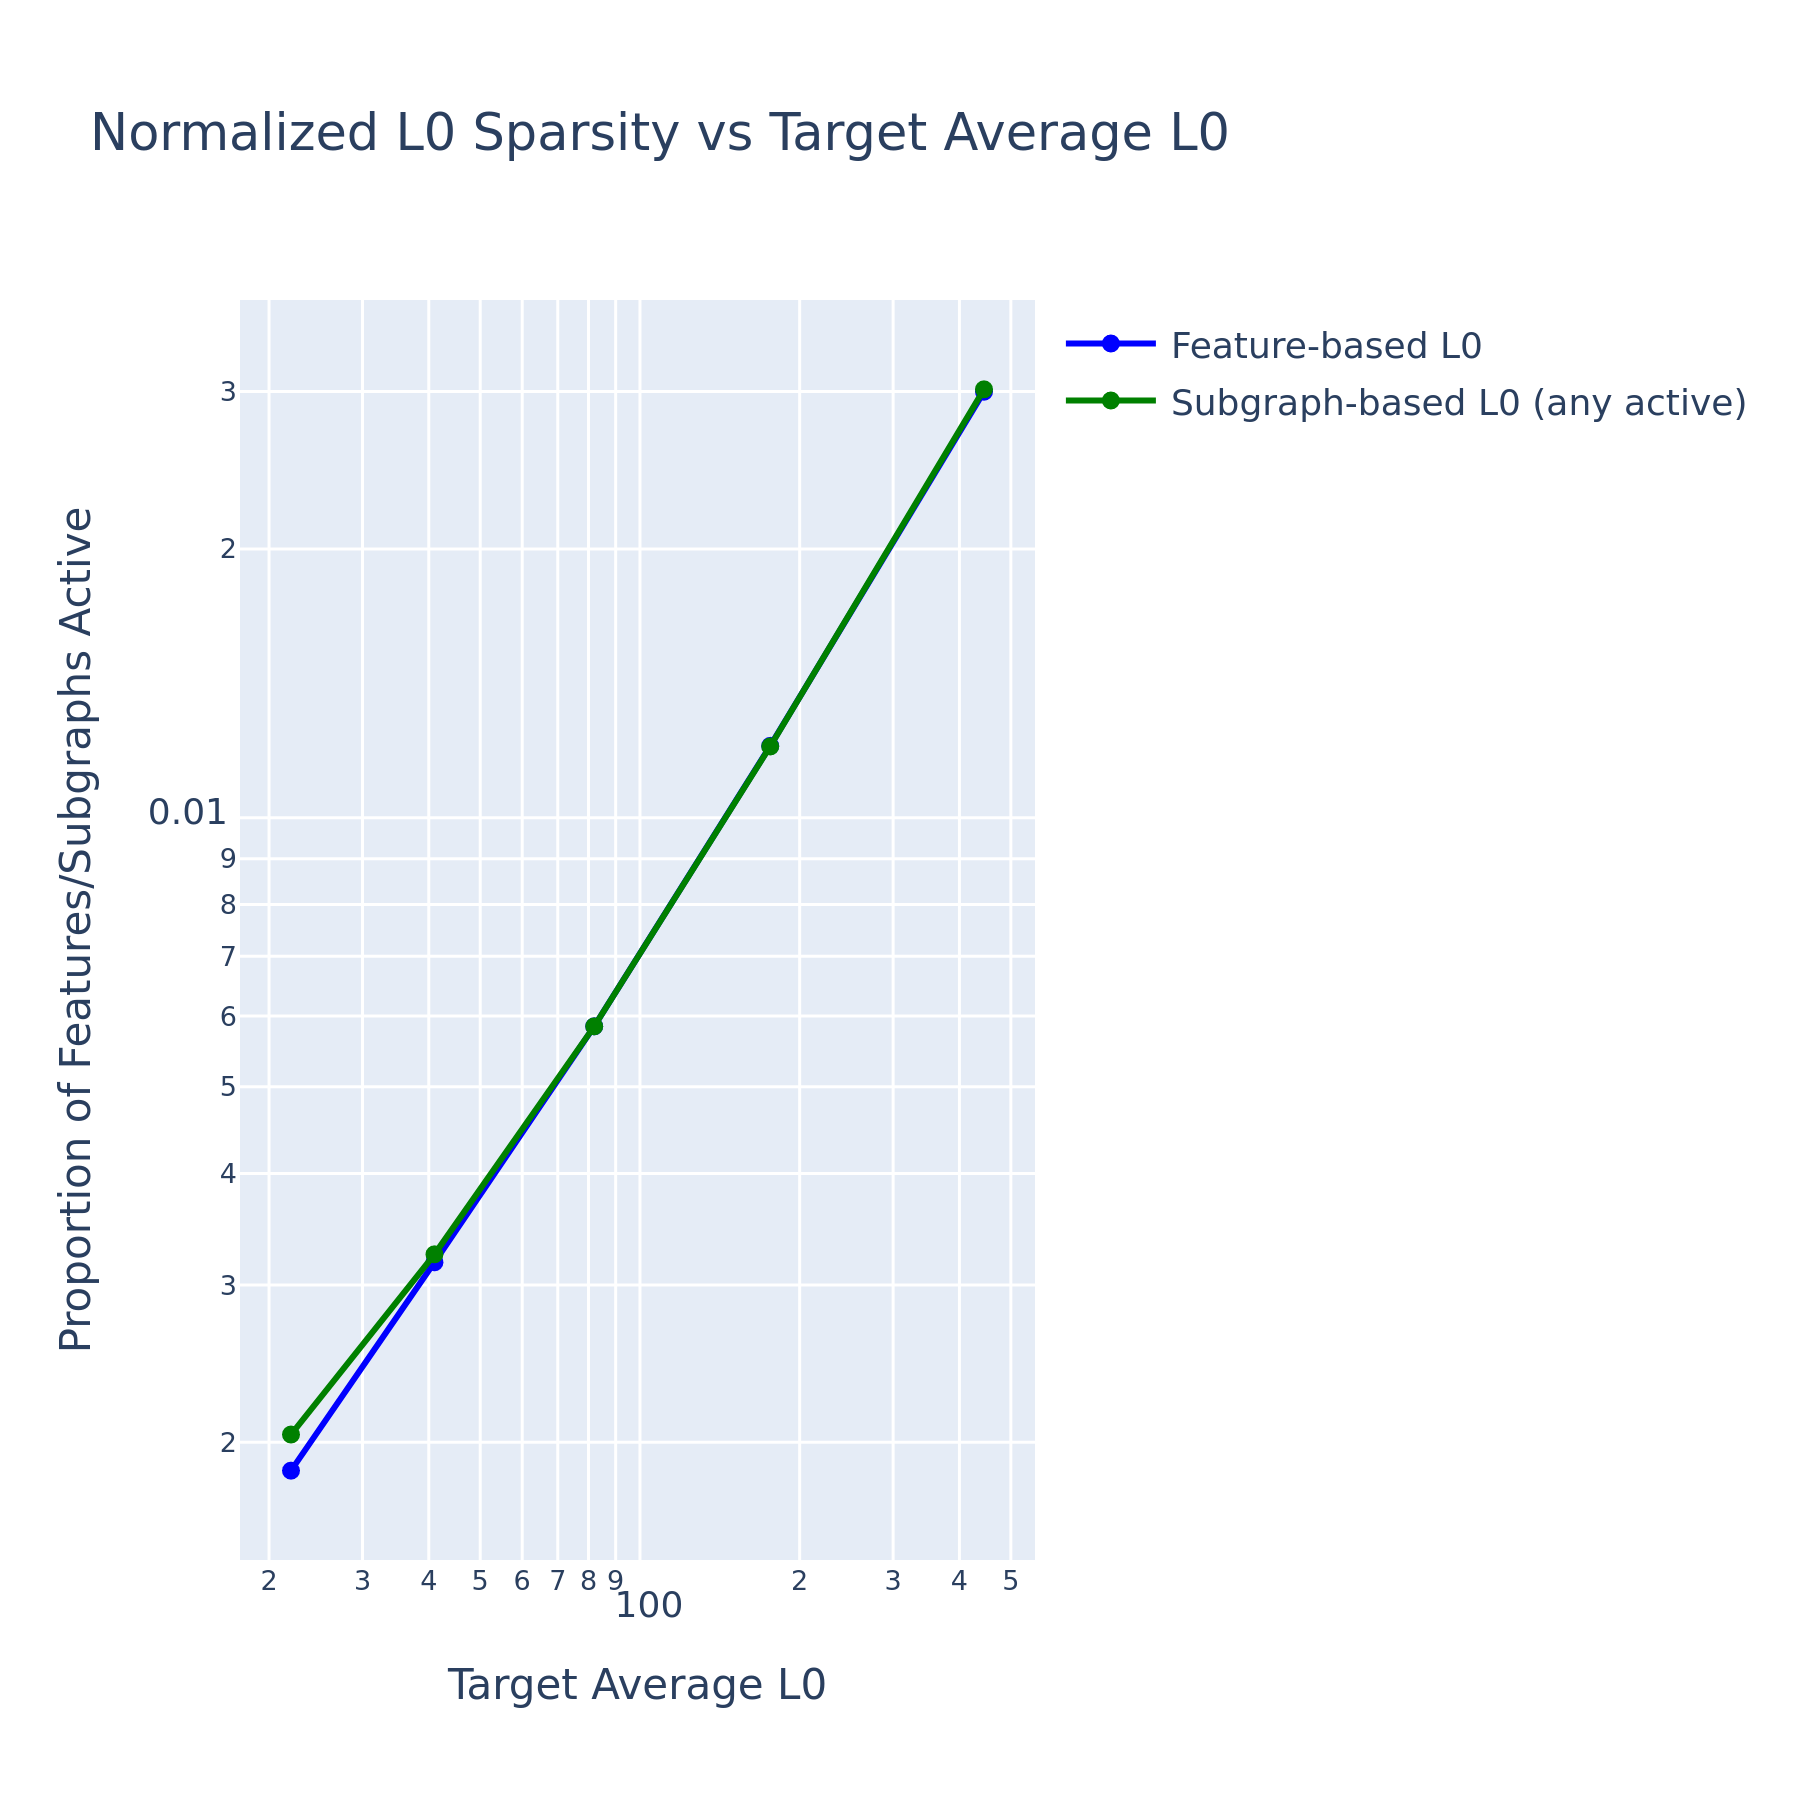 Normalized L0 Sparsity vs Target Average L0
Feature-based L0
Subgraph-based L0 (any active)
Proportion of Features/Subgraphs Active
3
2
0.01
9
8
7
6
5
4
3
2
2 3 4 5 6 7 8 9 100 2 3 4 5
Target Average L0